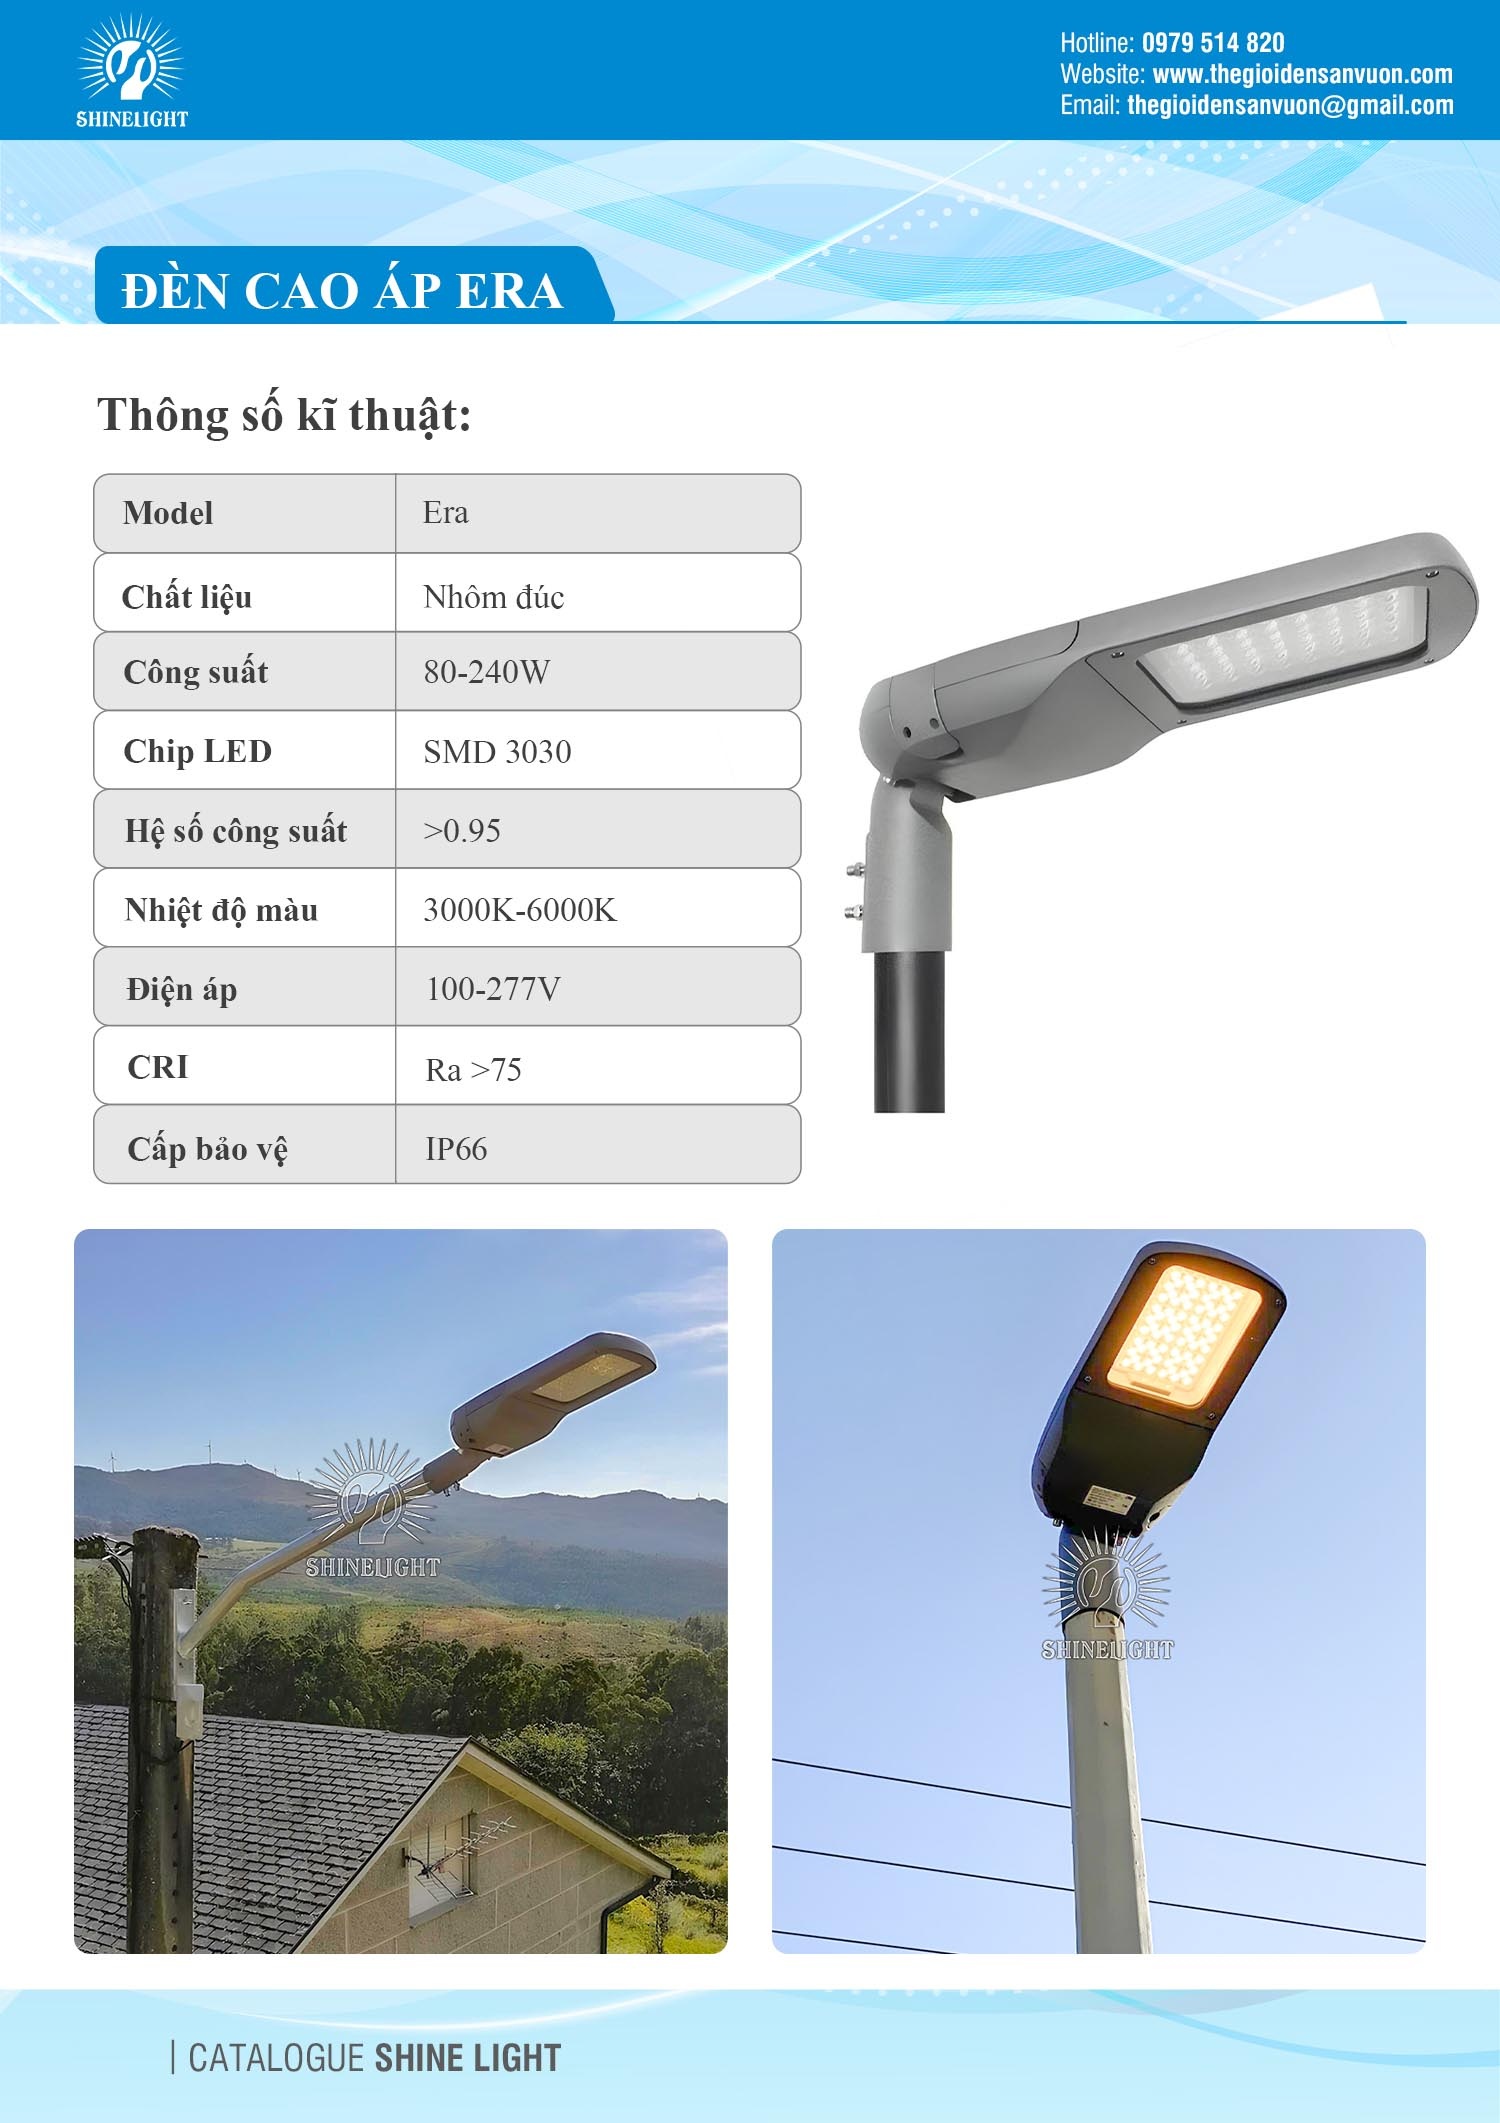 SHINELIGHT
Hotline: 0979 514 820
Website: www.thegioidensanvuon.com
Email: thegioidensanvuon@gmail.com
ĐÈN CAO ÁP ERA
Thông số kĩ thuật:
Model Era
Chất liệu Nhôm đúc
Công suất 80-240W
Chip LED SMD 3030
Hệ số công suất >0.95
Nhiệt độ màu 3000K-6000K
Điện áp 100-277V
CRI Ra >75
Cấp bảo vệ IP66
SHINELIGHT
SHINELIGHT
| CATALOGUE SHINE LIGHT